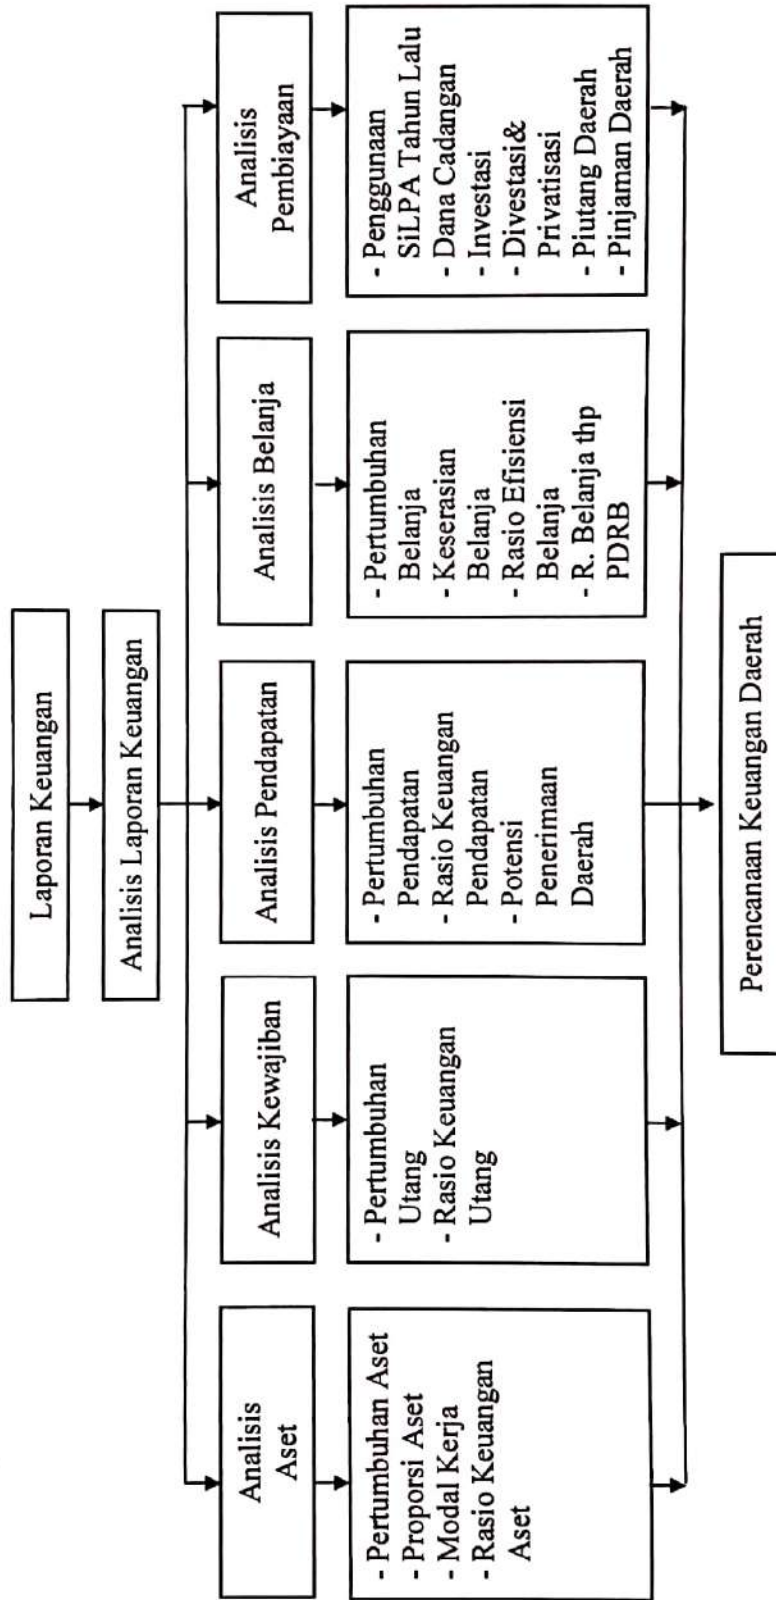 Laporan Keuangan
Analisis Laporan Keuangan
Analisis
Aset
Analisis Kewajiban
Analisis Pendapatan
Analisis Belanja
Analisis
Pembiayaan
- Pertumbuhan Aset
- Proporsi Aset
- Modal Kerja
- Rasio Keuangan
Aset
- Pertumbuhan
Utang
- Rasio Keuangan
Utang
- Pertumbuhan
Pendapatan
- Rasio Keuangan
Pendapatan
- Potensi
Penerimaan
Daerah
- Pertumbuhan
Belanja
- Keserasian
Belanja
- Rasio Efisiensi
Belanja
- R. Belanja thp
PDRB
- Penggunaan
SiLPA Tahun Lalu
- Dana Cadangan
- Investasi
- Divestasi&
Privatisasi
- Piutang Daerah
- Pinjaman Daerah
Perencanaan Keuangan Daerah